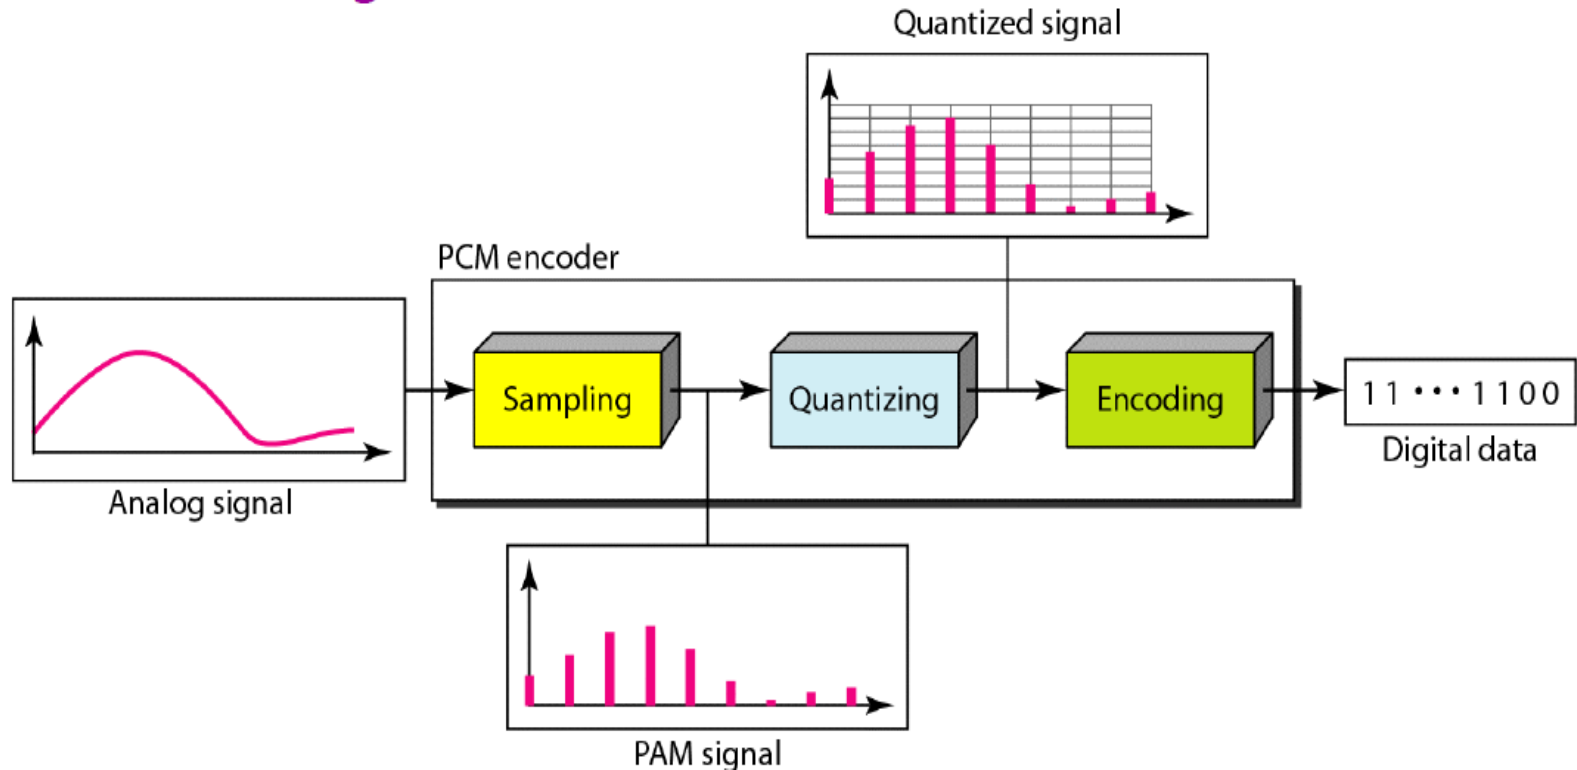 Quantized signal
PCM encoder
Sampling
Quantizing
Encoding
11•••1100
Digital data
Analog signal
PAM signal